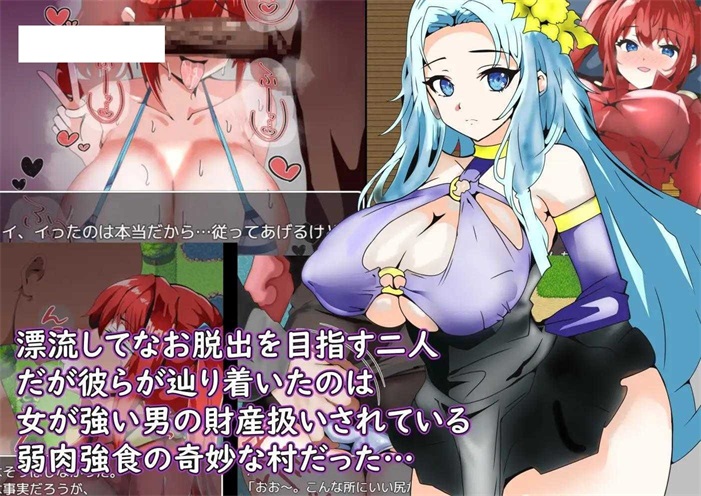 イ、イったのは本当だから…従ってあげるけど
漂流してなお脱出を目指す二人
だが彼らが辿り着いたのは
女が強い男の財産扱いされている
弱肉強食の奇妙な村だった…
は事実だろうが、
「おお～。こんな所にいい尻が